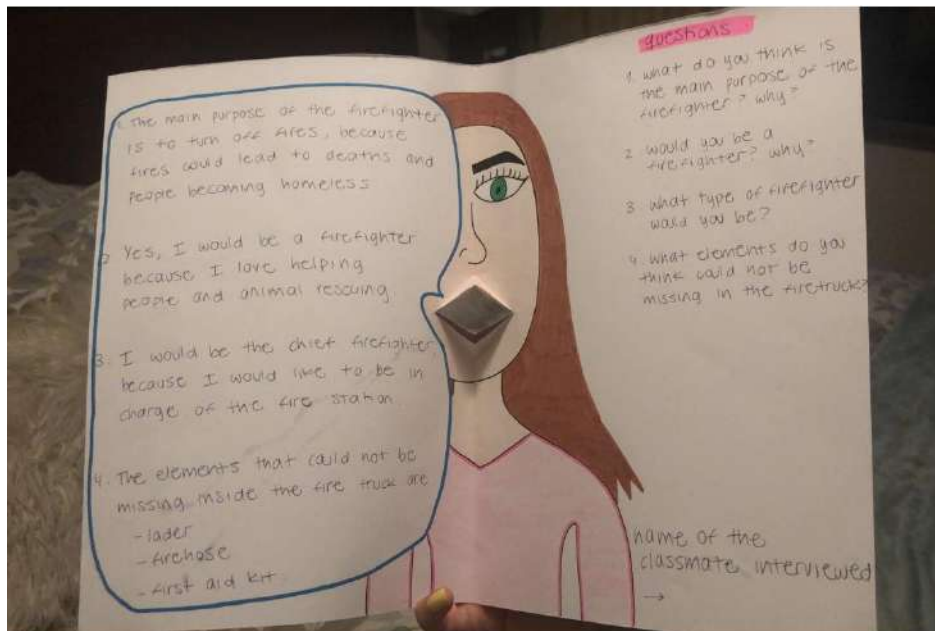 1. The main purpose of the firefighter
is to turn off fires, because
fires could lead to deaths and
people becoming homeless
2 Yes, I would be a firefighter
because I love helping
people and animal rescuing.
3. I would be the chief firefighter,
because I would like to be in
charge of the fire station.
4. The elements that could not be
missing inside the fire truck are
- lader
- firehose
- first aid kit
questions
1. what do you think is
the main purpose of the
firefighter? why?
2. would you be a
firefighter? why?
3. what type of firefighter
would you be?
4. what elements do you
think could not be
missing in the firetruck?
name of the
classmate interviewed
→